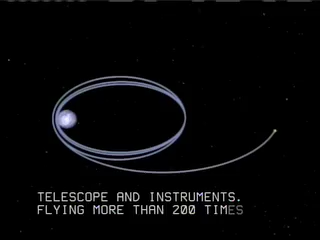 TELESCOPE AND INSTRUMENTS.
FLYING MORE THAN 200 TIMES